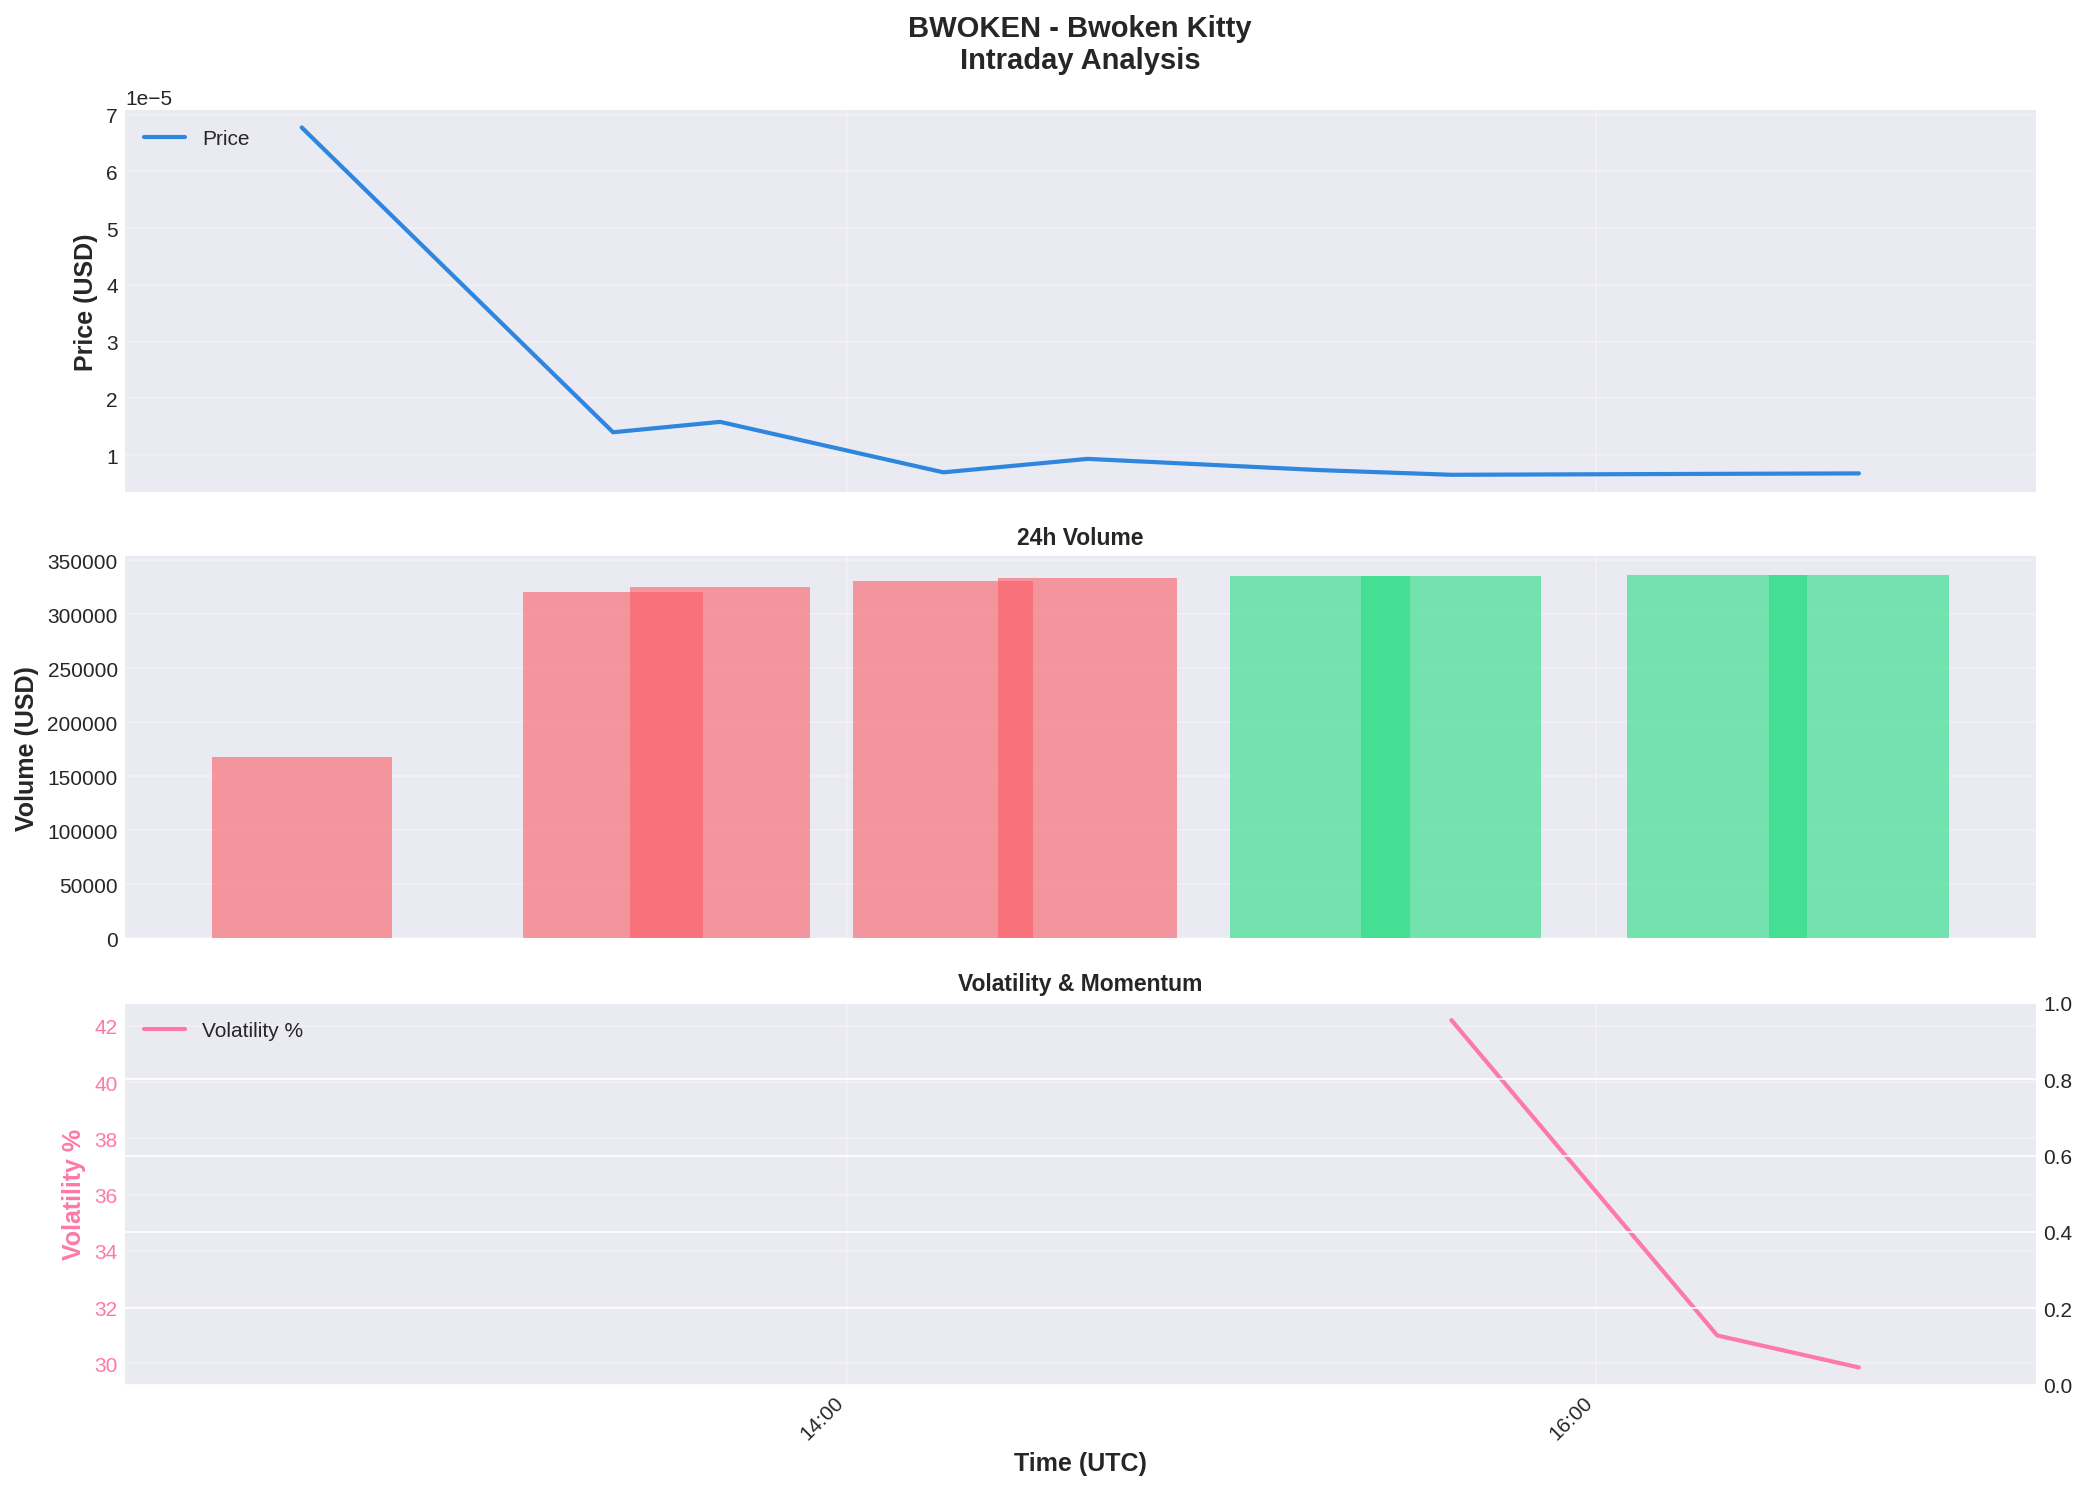 BWOKEN - Bwoken Kitty
Intraday Analysis
1e−5
7
6
5
4
3
2
1
Price (USD)
Price
24h Volume
350000
300000
250000
200000
150000
100000
50000
0
Volume (USD)
Volatility & Momentum
42
40
38
36
34
32
30
Volatility %
Volatility %
1.0
0.8
0.6
0.4
0.2
0.0
14:00
16:00
Time (UTC)